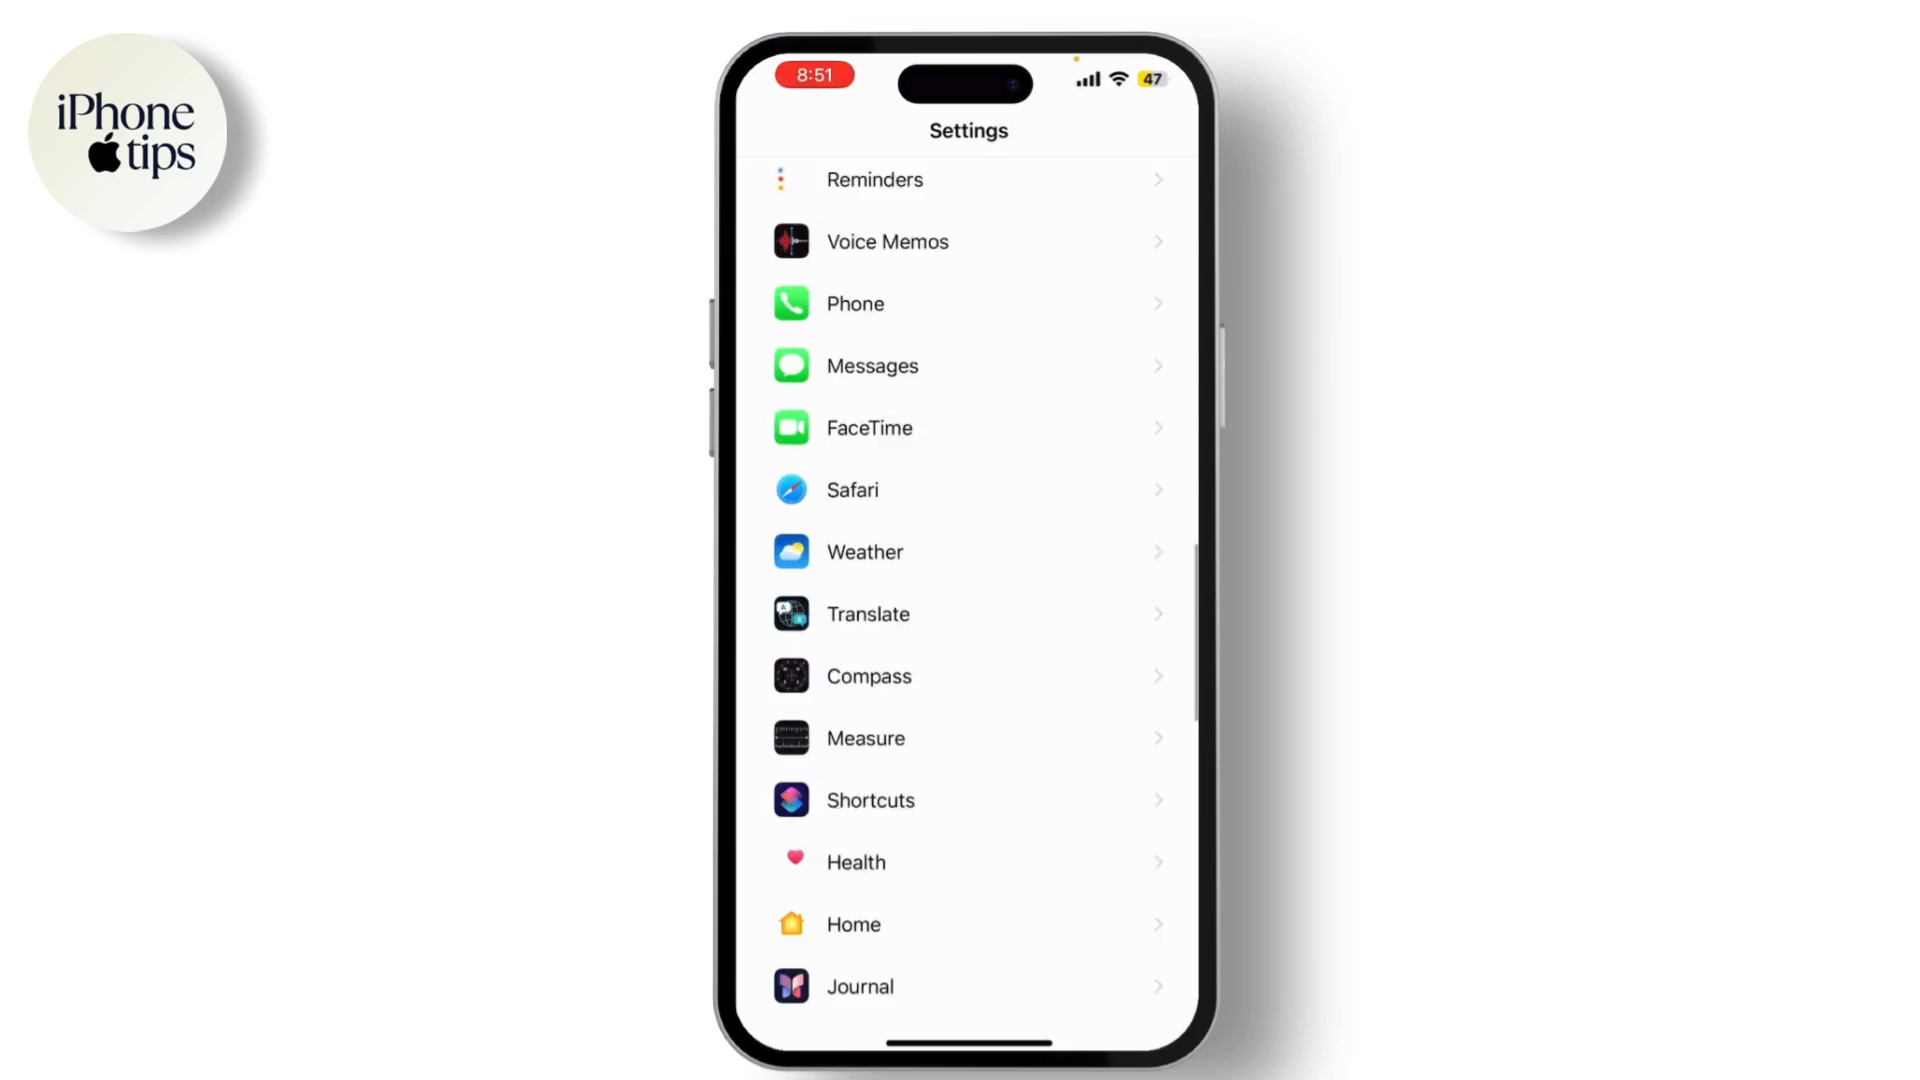 iPhone
tips
8:51
47
Settings
Reminders
Voice Memos
Phone
Messages
FaceTime
Safari
Weather
Translate
Compass
Measure
Shortcuts
Health
Home
Journal